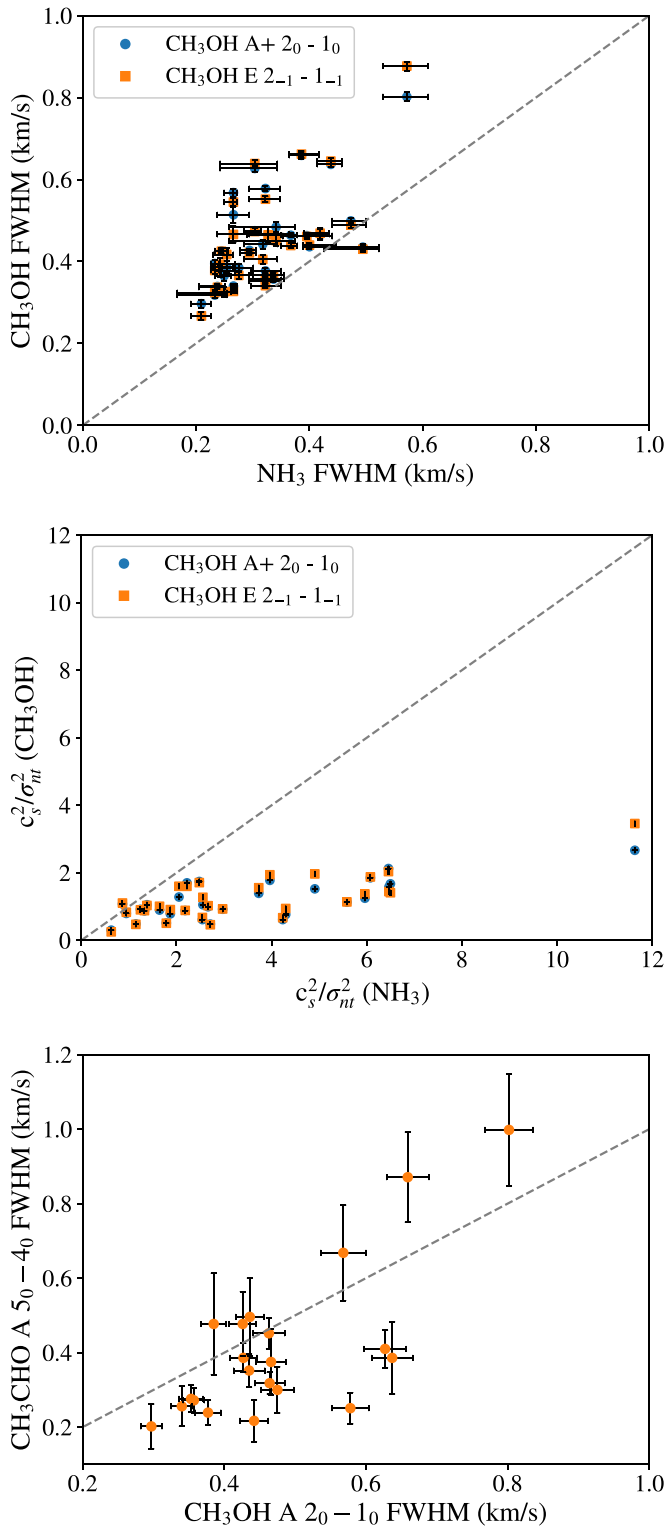 1.0
0.8
0.6
0.4
0.2
0.0
CH₃OH FWHM (km/s)
CH₃OH A+ 2₀ - 1₀
CH₃OH E 2₋₁ - 1₋₁
0.0 0.2 0.4 0.6 0.8 1.0
NH₃ FWHM (km/s)
12
10
8
6
4
2
0
c²ₛ/σ²ₙₜ (CH₃OH)
CH₃OH A+ 2₀ - 1₀
CH₃OH E 2₋₁ - 1₋₁
0 2 4 6 8 10 12
c²ₛ/σ²ₙₜ (NH₃)
1.2
1.0
0.8
0.6
0.4
0.2
CH₃CHO A 5₀ − 4₀ FWHM (km/s)
0.2 0.4 0.6 0.8 1.0
CH₃OH A 2₀ − 1₀ FWHM (km/s)